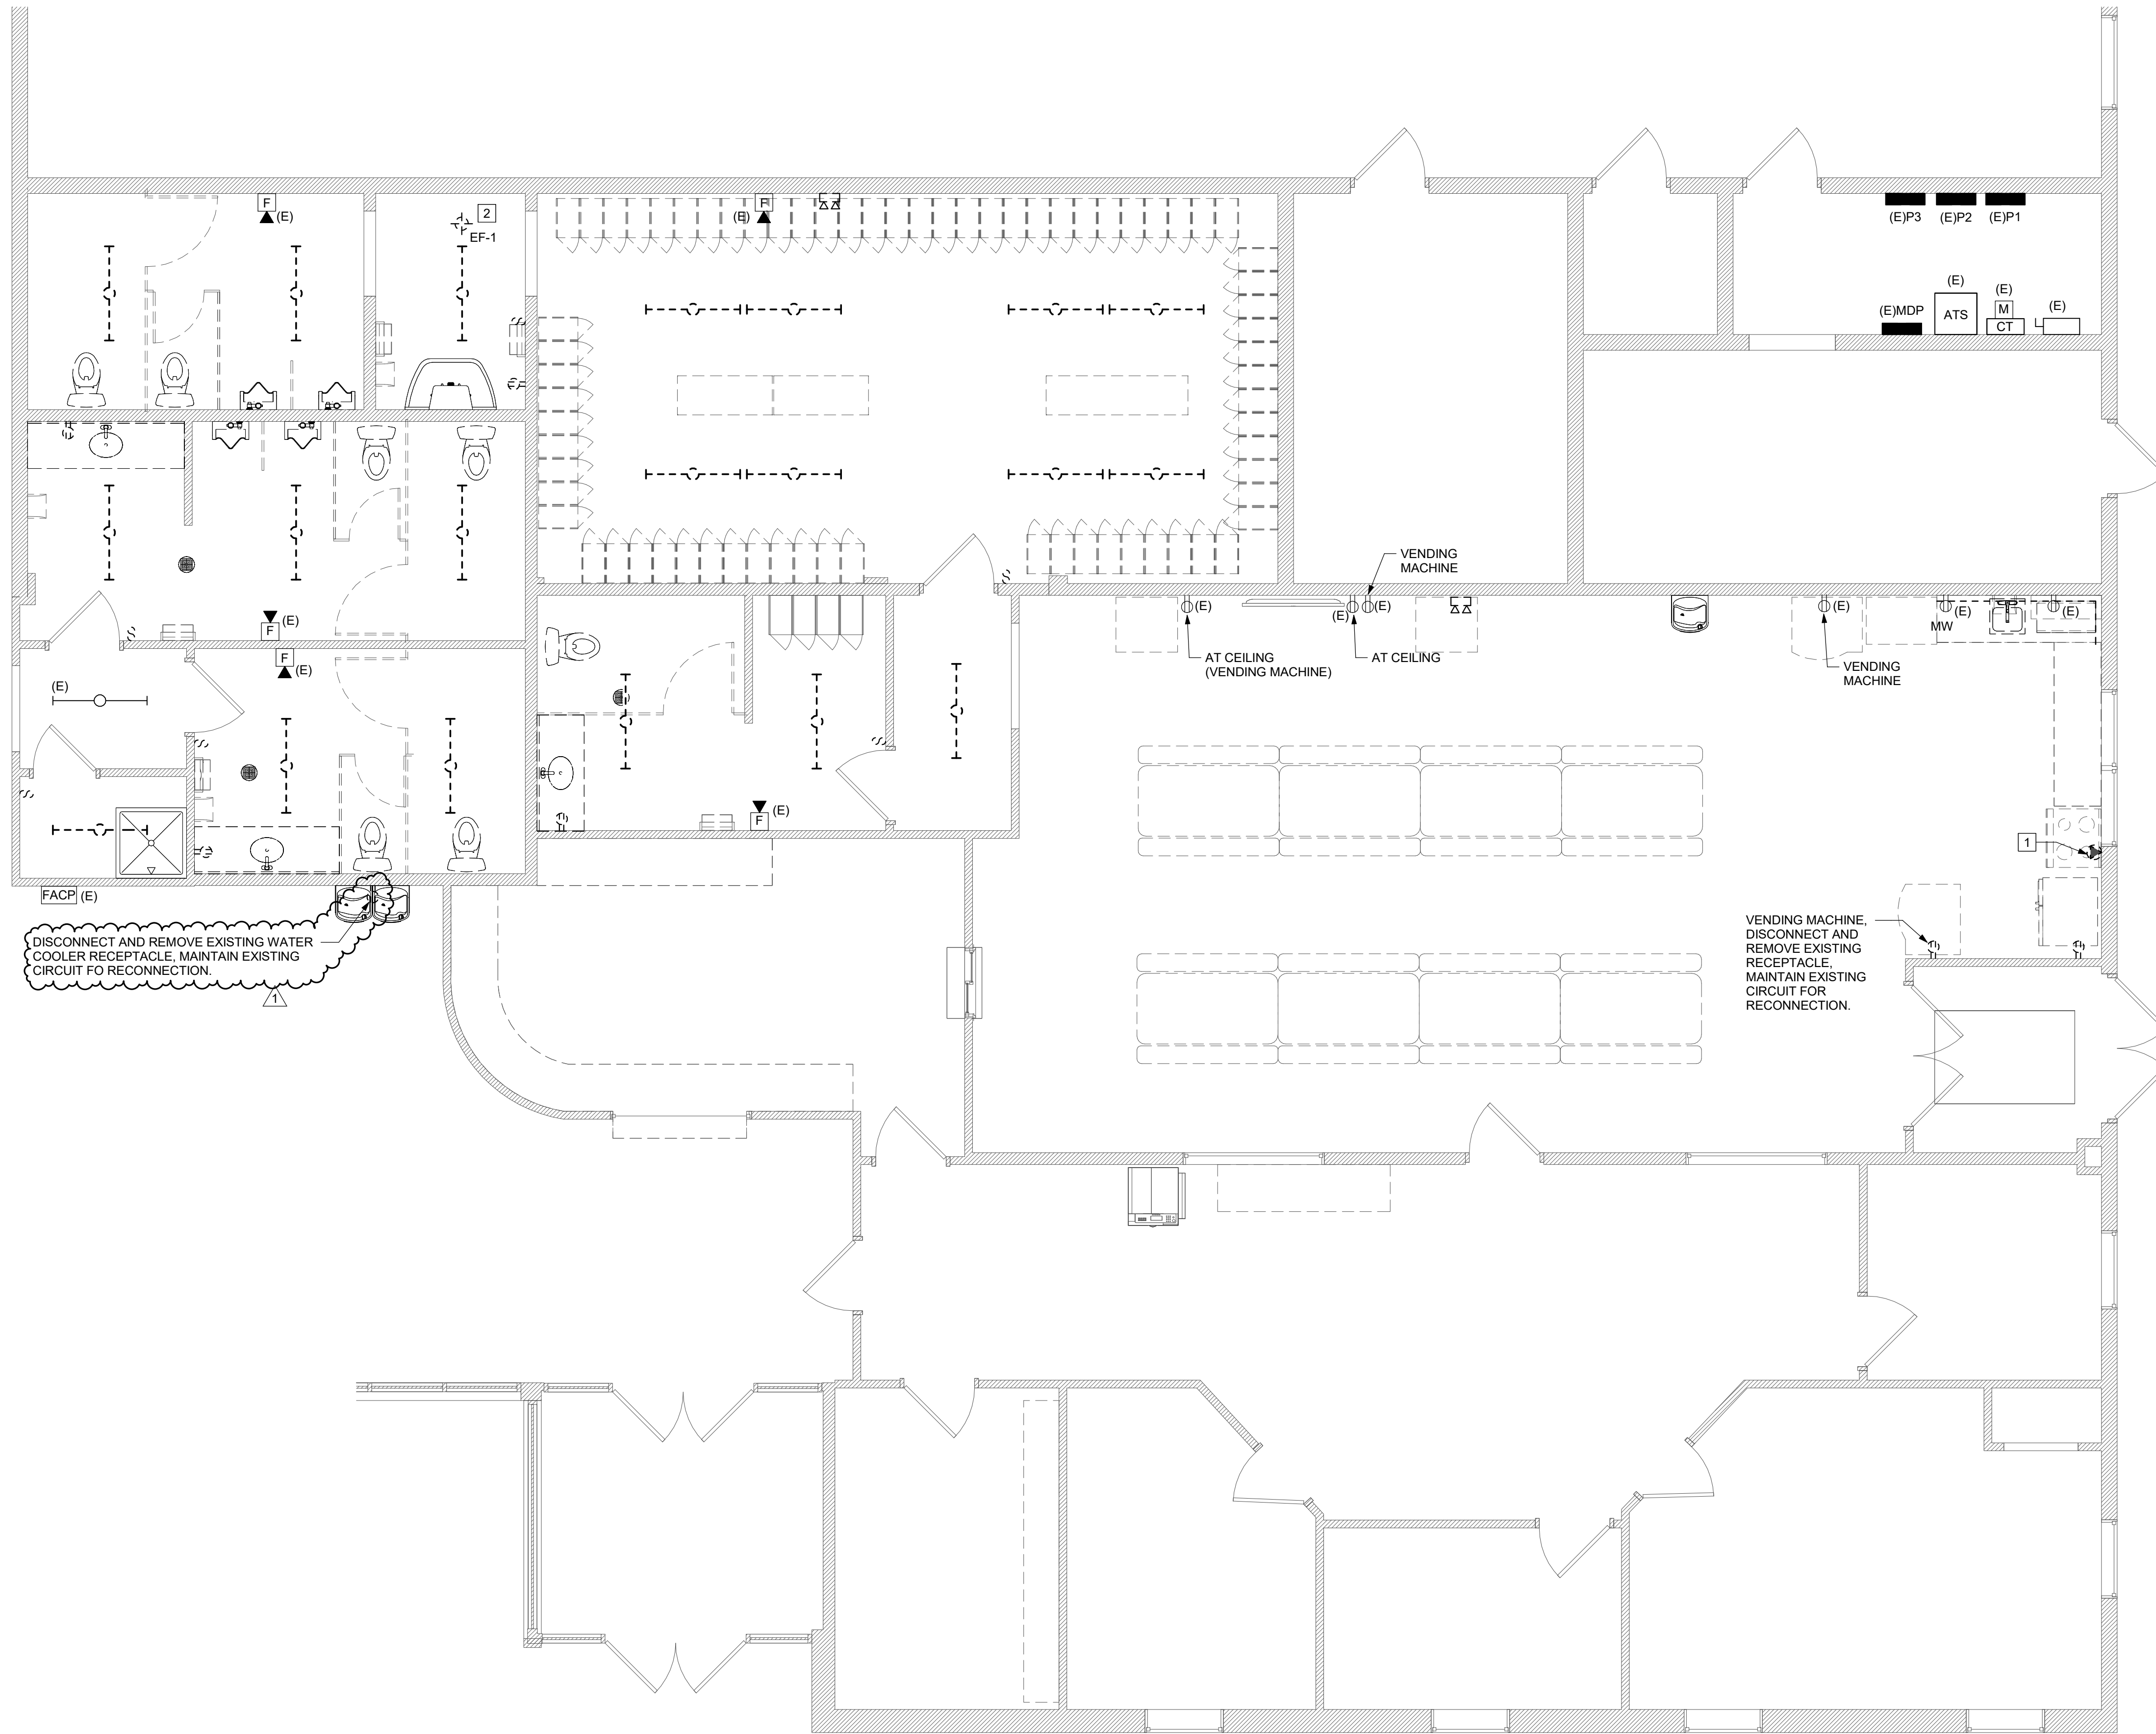 F
(E)
2
EF-1
(E)
F
(E)P3
(E)P2
(E)P1
(E)
(E)
(E)
(E)MDP
ATS
M
CT
VENDING
MACHINE
(E)
(E)
(E)
(E)
(E)
(E)
MW
AT CEILING
(VENDING MACHINE)
AT CEILING
VENDING
MACHINE
(E)
F
F
(E)
(E)
(E)
F
1
FACP
(E)
DISCONNECT AND REMOVE EXISTING WATER
COOLER RECEPTACLE, MAINTAIN EXISTING
CIRCUIT FO RECONNECTION.
1
VENDING MACHINE,
DISCONNECT AND
REMOVE EXISTING
RECEPTACLE,
MAINTAIN EXISTING
CIRCUIT FOR
RECONNECTION.